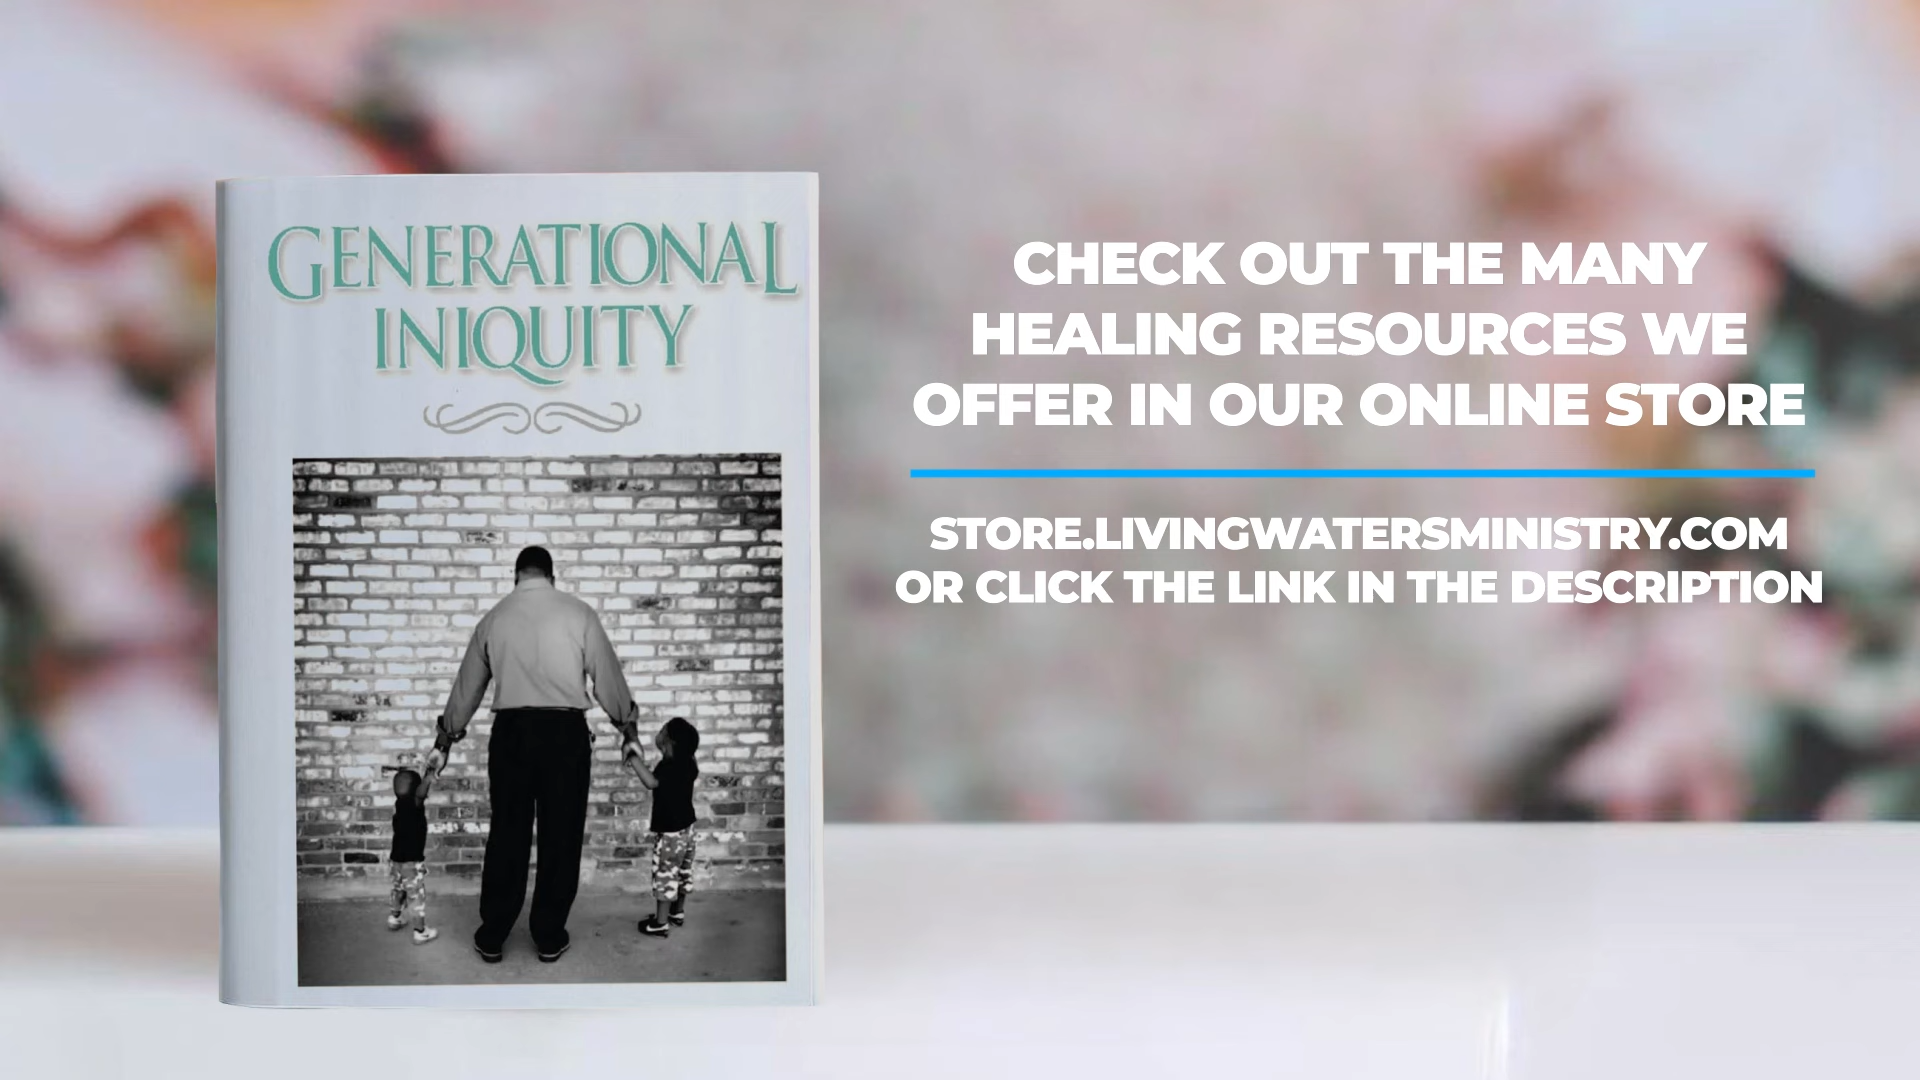 GENERATIONAL
INIQUITY
CHECK OUT THE MANY
HEALING RESOURCES WE
OFFER IN OUR ONLINE STORE
STORE.LIVINGWATERSMINISTRY.COM
OR CLICK THE LINK IN THE DESCRIPTION